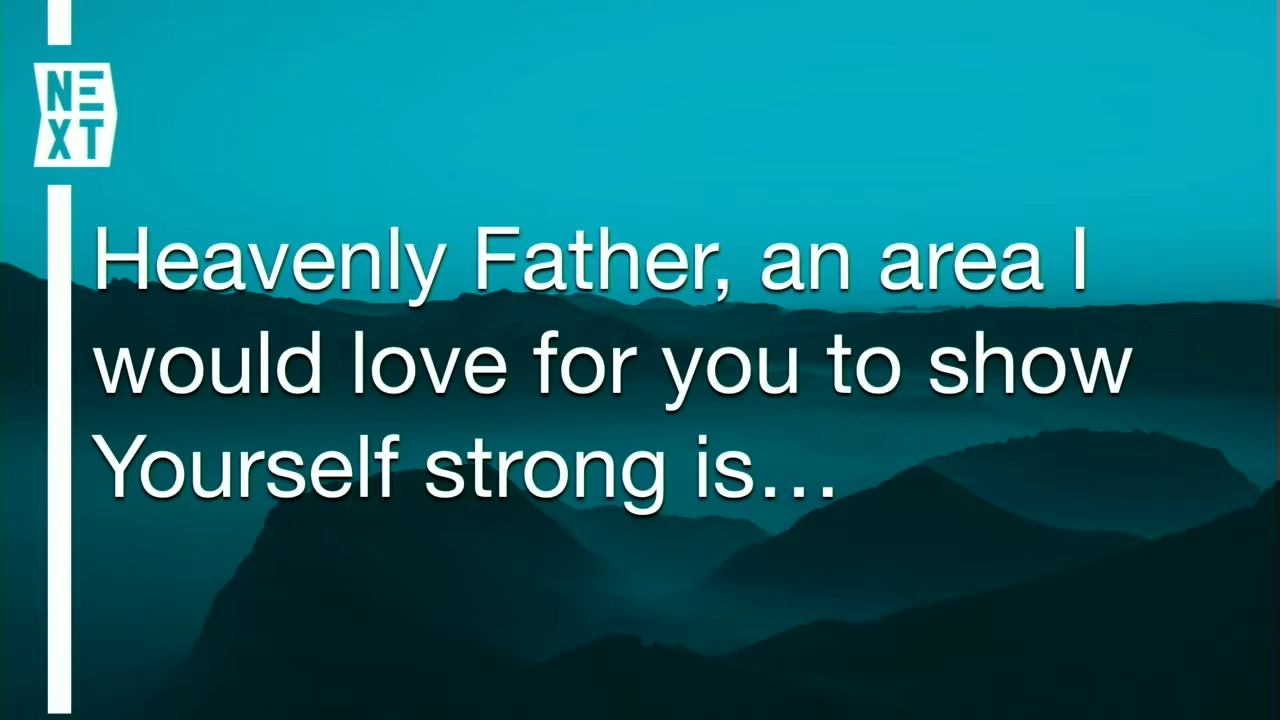 NE
XT
Heavenly Father, an area I
would love for you to show
Yourself strong is...